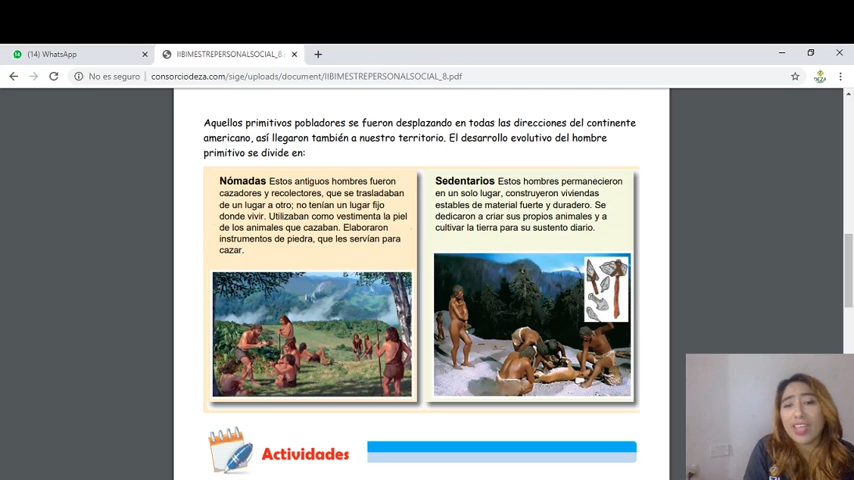 (14) WhatsApp
IIBIMESTREPERSONALSOCIAL_8.
No es seguro
consorciodeza.com/sige/uploads/document/IIBIMESTREPERSONALSOCIAL_8.pdf
Aquellos primitivos pobladores se fueron desplazando en todas las direcciones del continente
americano, así llegaron también a nuestro territorio. El desarrollo evolutivo del hombre
primitivo se divide en:
Nómadas Estos antiguos hombres fueron
cazadores y recolectores, que se trasladaban
de un lugar a otro; no tenían un lugar fijo
donde vivir. Utilizaban como vestimenta la piel
de los animales que cazaban. Elaboraron
instrumentos de piedra, que les servían para
cazar.
Sedentarios Estos hombres permanecieron
en un solo lugar, construyeron viviendas
estables de material fuerte y duradero. Se
dedicaron a criar sus propios animales y a
cultivar la tierra para su sustento diario.
Actividades